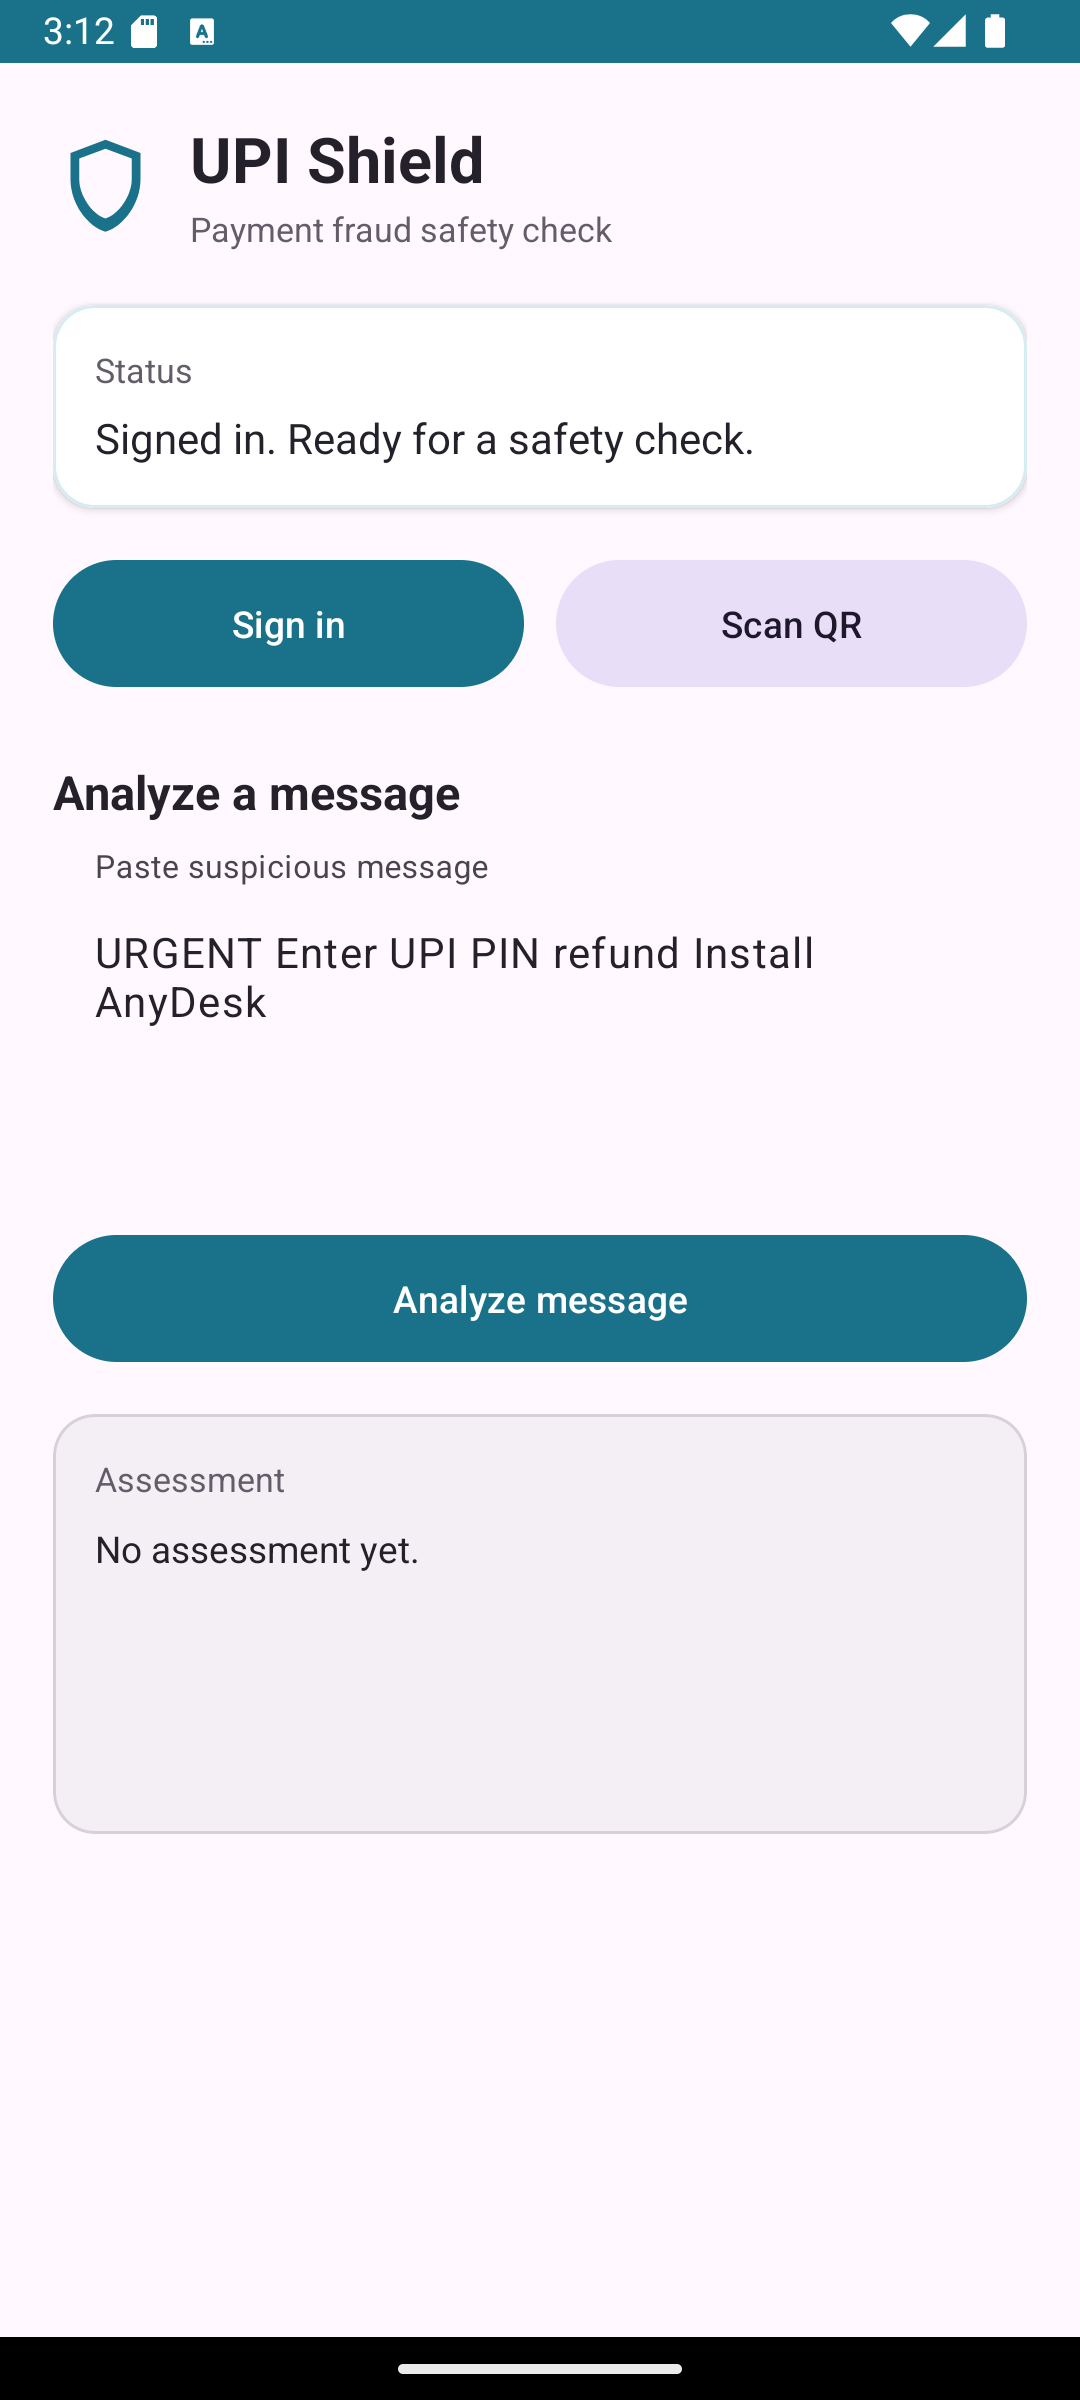 3:12
UPI Shield
Payment fraud safety check
Status
Signed in. Ready for a safety check.
Sign in
Scan QR
Analyze a message
Paste suspicious message
URGENT Enter UPI PIN refund Install
AnyDesk
Analyze message
Assessment
No assessment yet.